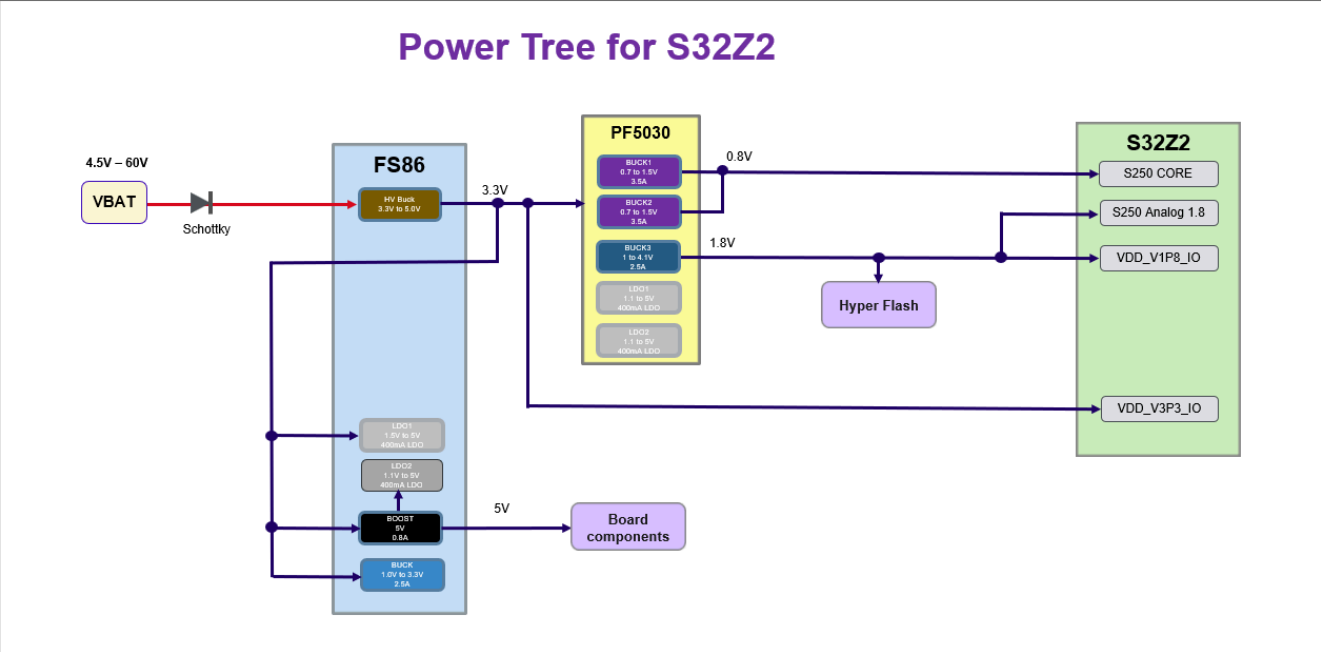 Power Tree for S32Z2
4.5V – 60V
VBAT
Schottky
FS86
HV Buck
3.3V to 5.0V
3.3V
LDO1
1.5V to 5V
400mA LDO
LDO2
1.1V to 5V
400mA LDO
BOOST
5V
0.8A
BUCK
1.0V to 3.3V
2.5A
5V
Board
components
PF5030
BUCK1
0.7 to 1.5V
3.5A
BUCK2
0.7 to 1.5V
3.5A
BUCK3
1 to 4.1V
2.5A
LDO1
1.1 to 5V
400mA LDO
LDO2
1.1 to 5V
400mA LDO
0.8V
1.8V
Hyper Flash
S32Z2
S250 CORE
S250 Analog 1.8
VDD_V1P8_IO
VDD_V3P3_IO